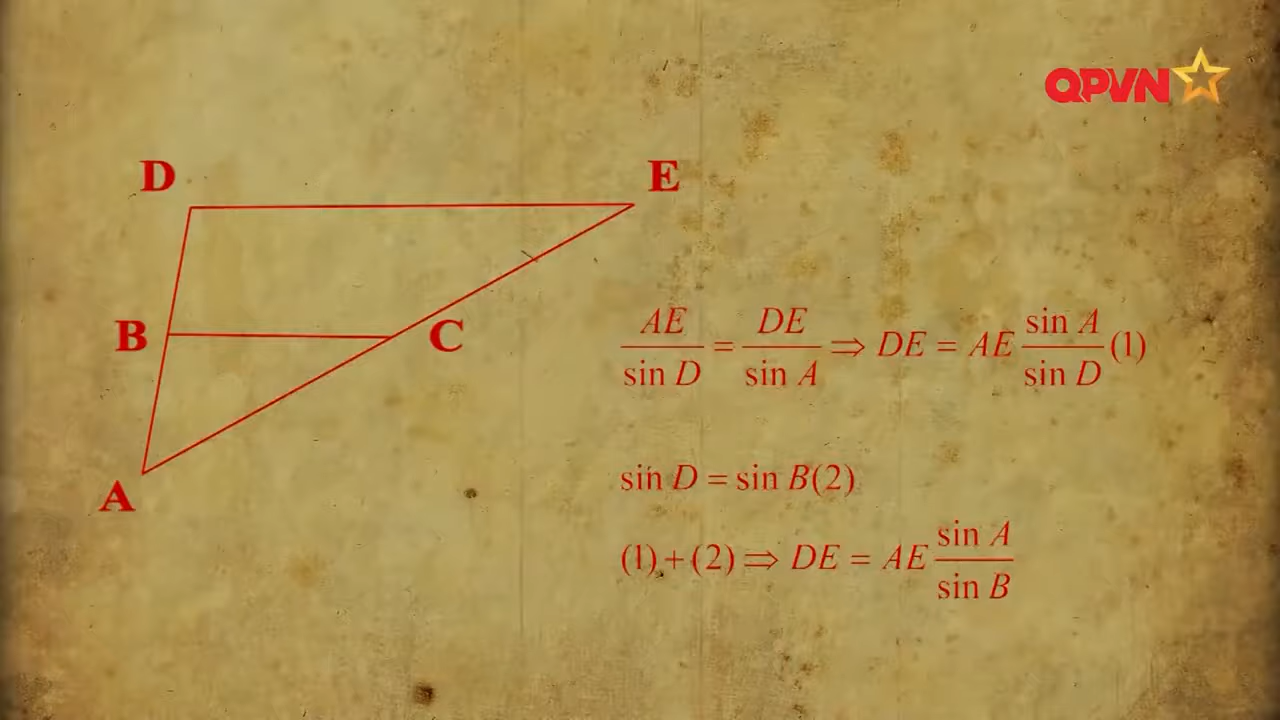 QPVN
D
E
B
C
A
AE/sin D = DE/sin A ⇒ DE = AE sin A/sin D (1)
sin D = sin B(2)
(1) + (2) ⇒ DE = AE sin A/sin B